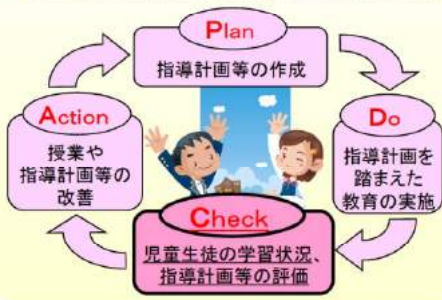 Plan
指導計画等の作成
Do
指導計画を
踏まえた
教育の実施
Check
児童生徒の学習状況、
指導計画等の評価
Action
授業や
指導計画等の
改善